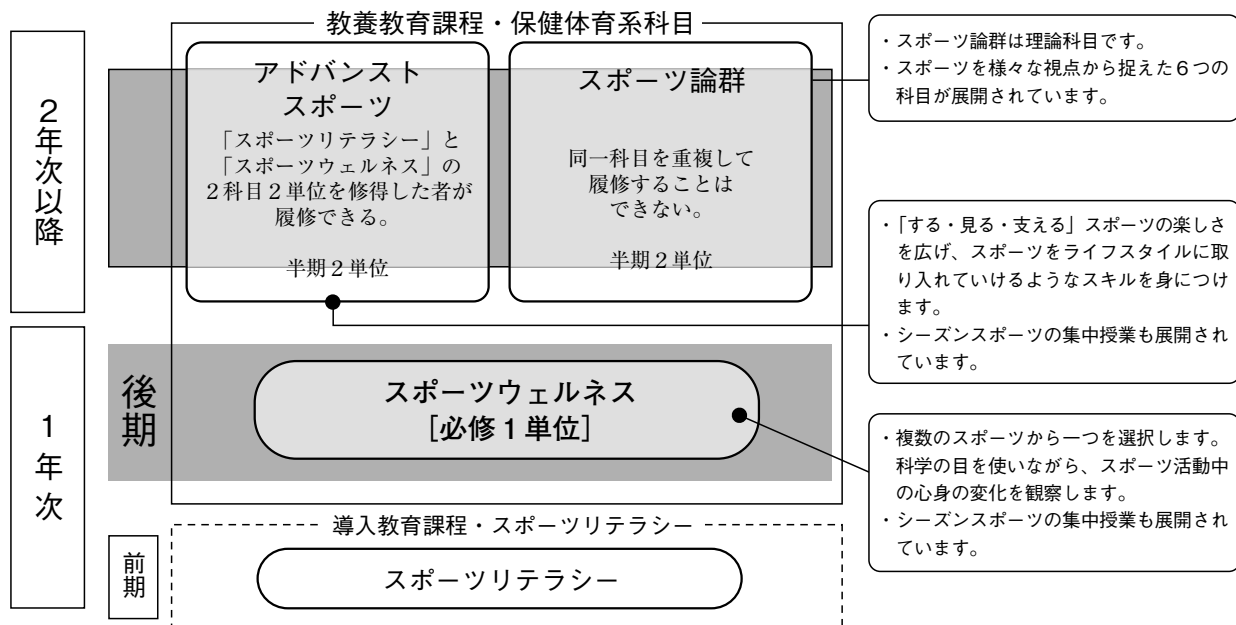 教養教育課程・保健体育系科目
2年次以降
アドバンスト
スポーツ
「スポーツリテラシー」と
「スポーツウェルネス」の
2科目2単位を修得した者が
履修できる。
半期2単位
スポーツ論群
同一科目を重複して
履修することは
できない。
半期2単位
・スポーツ論群は理論科目です。
・スポーツを様々な視点から捉えた6つの
科目が展開されています。
・「する・見る・支える」スポーツの楽しさ
を広げ、スポーツをライフスタイルに取
り入れていけるようなスキルを身につけ
ます。
・シーズンスポーツの集中授業も展開され
ています。
1年次
後期
スポーツウェルネス
[必修1単位]
・複数のスポーツから一つを選択します。
科学の目を使いながら、スポーツ活動中
の心身の変化を観察します。
・シーズンスポーツの集中授業も展開され
ています。
導入教育課程・スポーツリテラシー
前期
スポーツリテラシー